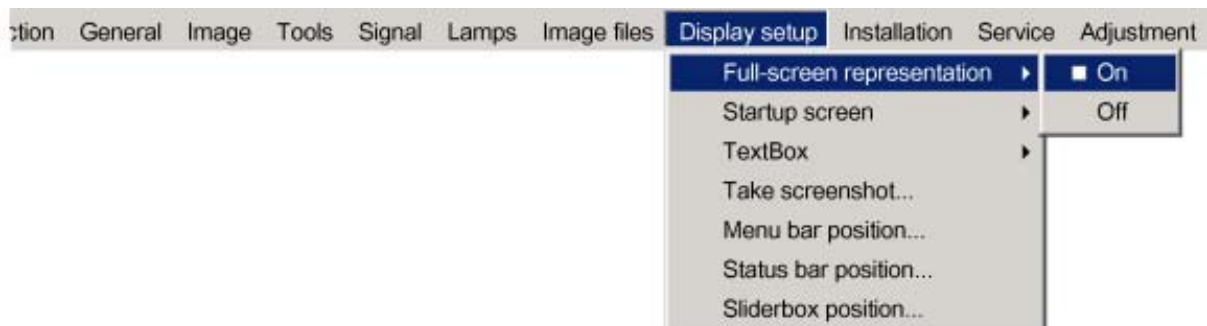 ction General Image Tools Signal Lamps Image files Display setup Installation Service Adjustment
Full-screen representation On
Startup screen Off
TextBox
Take screenshot...
Menu bar position...
Status bar position...
Sliderbox position...